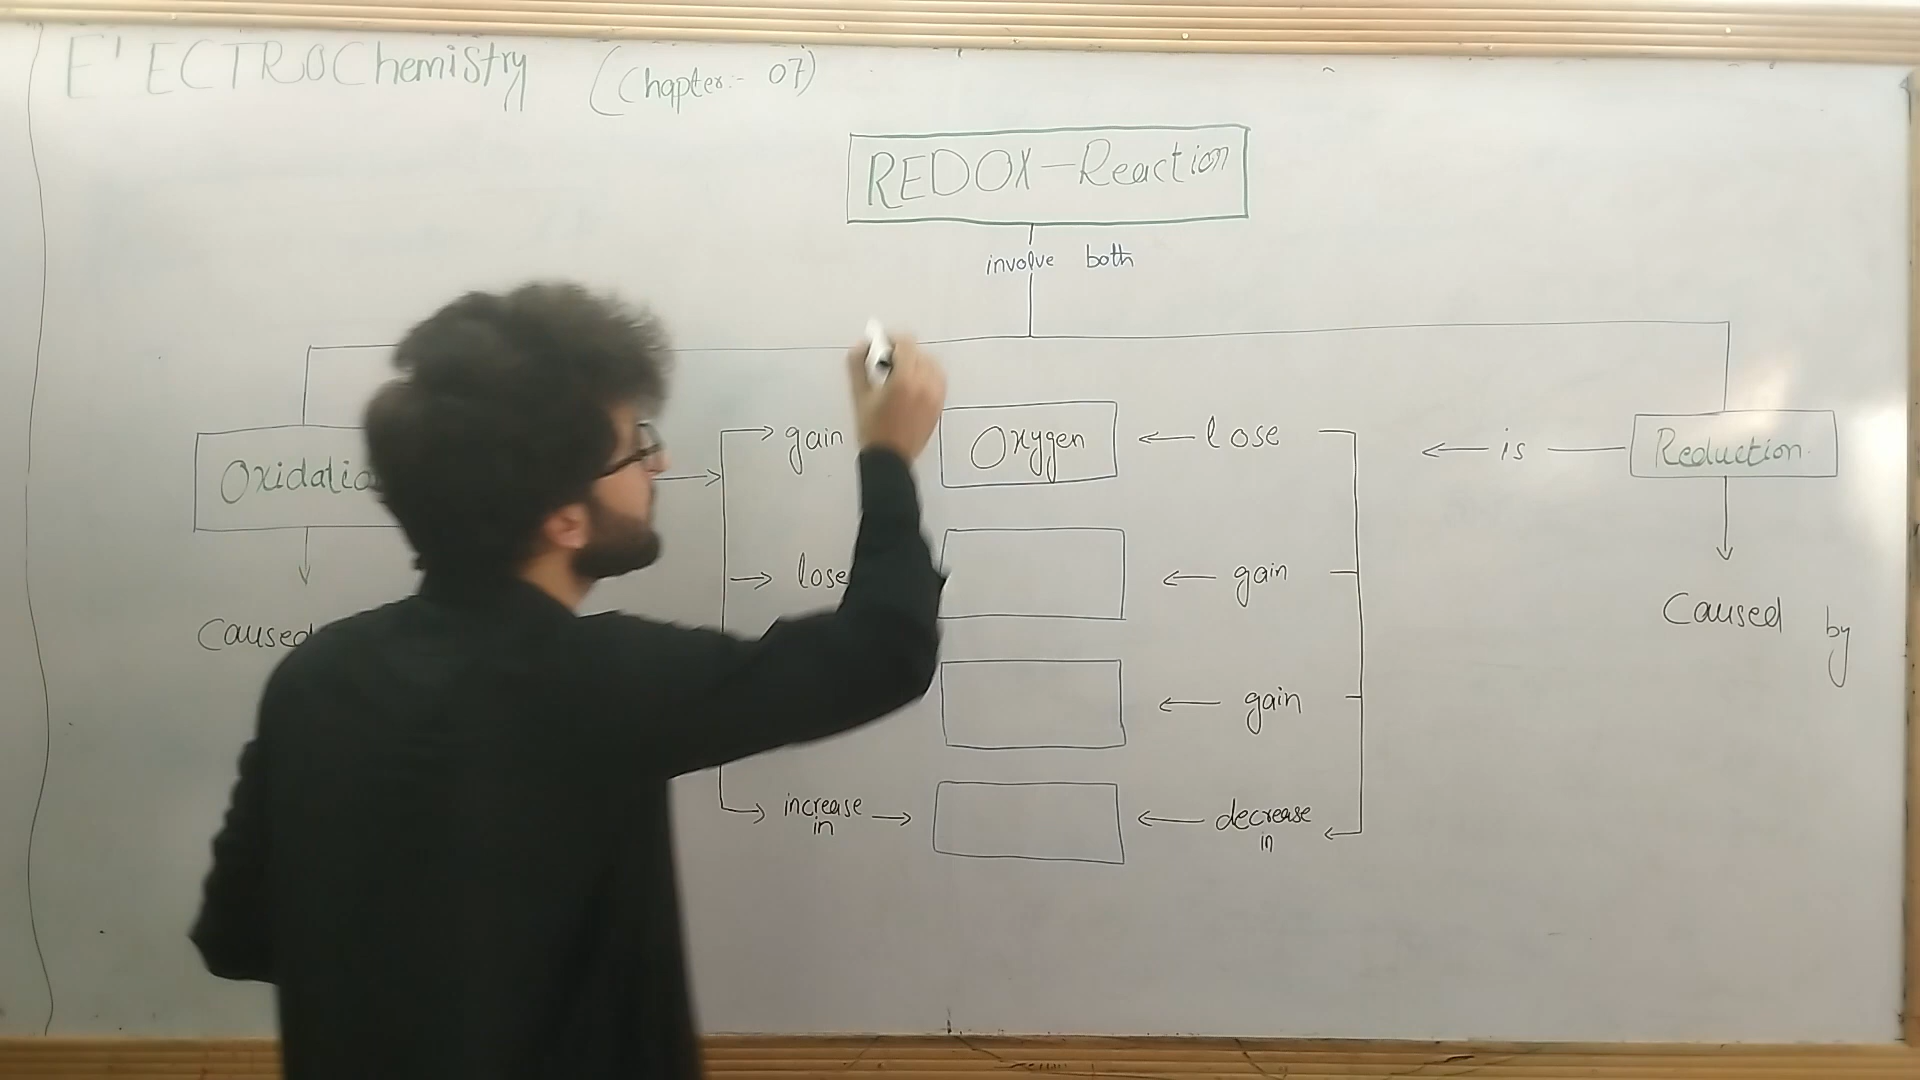 E'ECTROChemistry (Chapter:- 07)
REDOX-Reaction
involve both
gain
Oxygen
lose
is
Reduction
lose
gain
Caused by
gain
increase in
decrease in
Caused